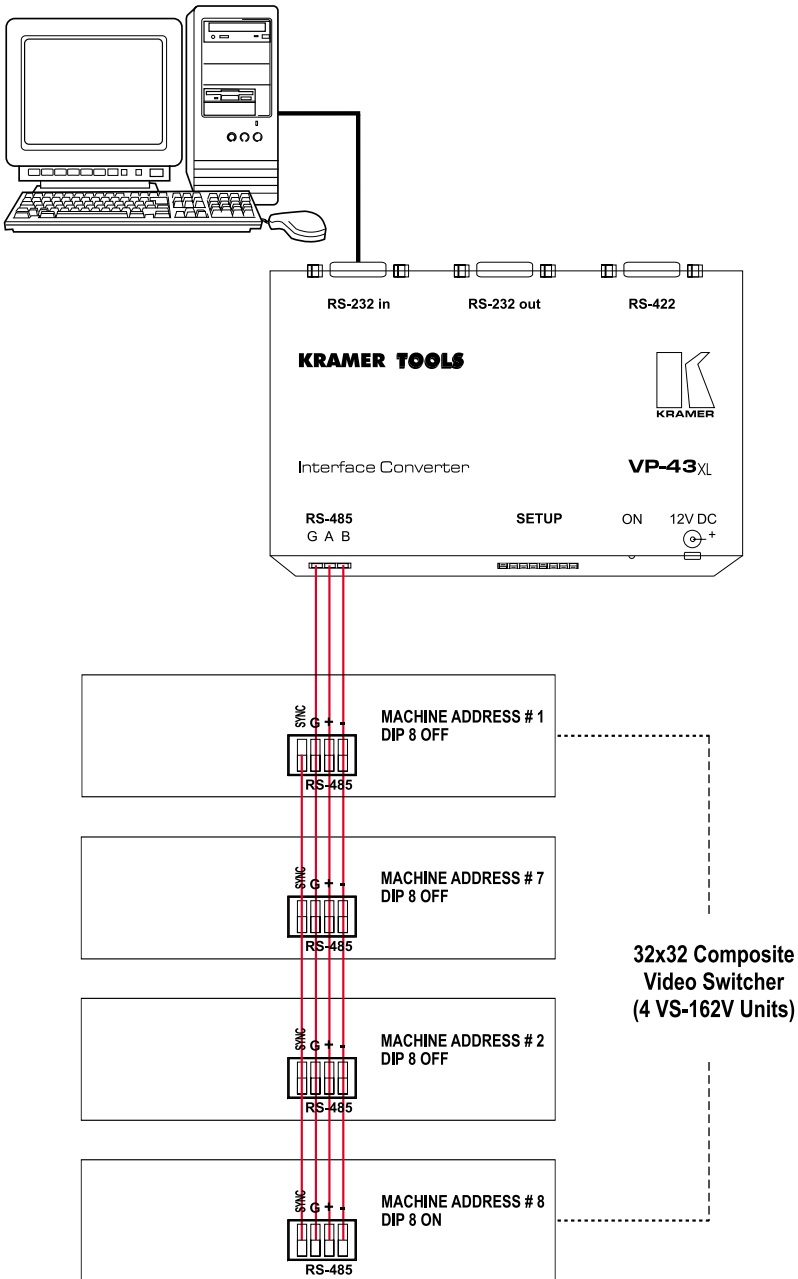 RS-232 in RS-232 out RS-422
KRAMER TOOLS
KRAMER
Interface Converter VP-43XL
RS-485 SETUP ON 12V DC
G A B +
SYNC G + -
MACHINE ADDRESS # 1
DIP 8 OFF
RS-485
SYNC G + -
MACHINE ADDRESS # 7
DIP 8 OFF
RS-485
32x32 Composite
Video Switcher
(4 VS-162V Units)
SYNC G + -
MACHINE ADDRESS # 2
DIP 8 OFF
RS-485
SYNC G + -
MACHINE ADDRESS # 8
DIP 8 ON
RS-485